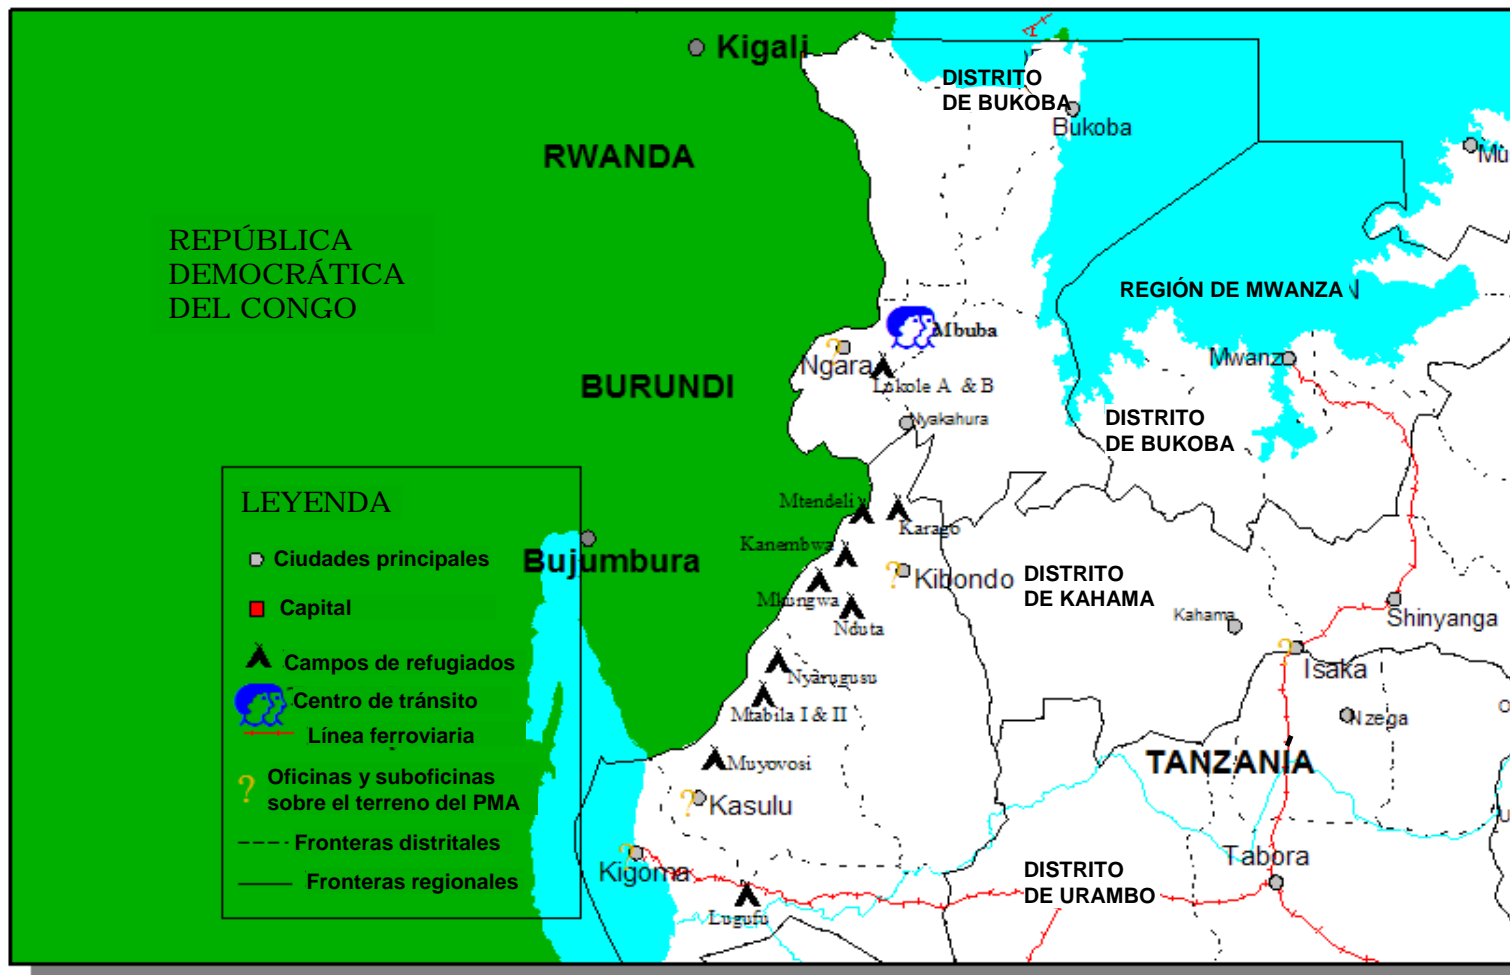 Kigali
DISTRITO
DE BUKOBA
Bukoba
RWANDA
REPÚBLICA
DEMOCRÁTICA
DEL CONGO
REGIÓN DE MWANZA
Mbuba
Ngara
Lukole A & B
Mwanz
BURUNDI
Nyakahura
DISTRITO
DE BUKOBA
LEYENDA
Ciudades principales
Capital
Campos de refugiados
Centro de tránsito
Línea ferroviaria
? Oficinas y suboficinas
sobre el terreno del PMA
Fronteras distritales
Fronteras regionales
Mtendeli
Karago
Kanembwa
Bujumbura
? Kibondo
Mkungwa
Nduta
DISTRITO
DE KAHAMA
Kahama
Shinyanga
Isaka
Nyarugusu
Mtabila I & II
Nzega
TANZANIA
Muyovosi
? Kasulu
Kigoma
Tabora
DISTRITO
DE URAMBO
Lugufu